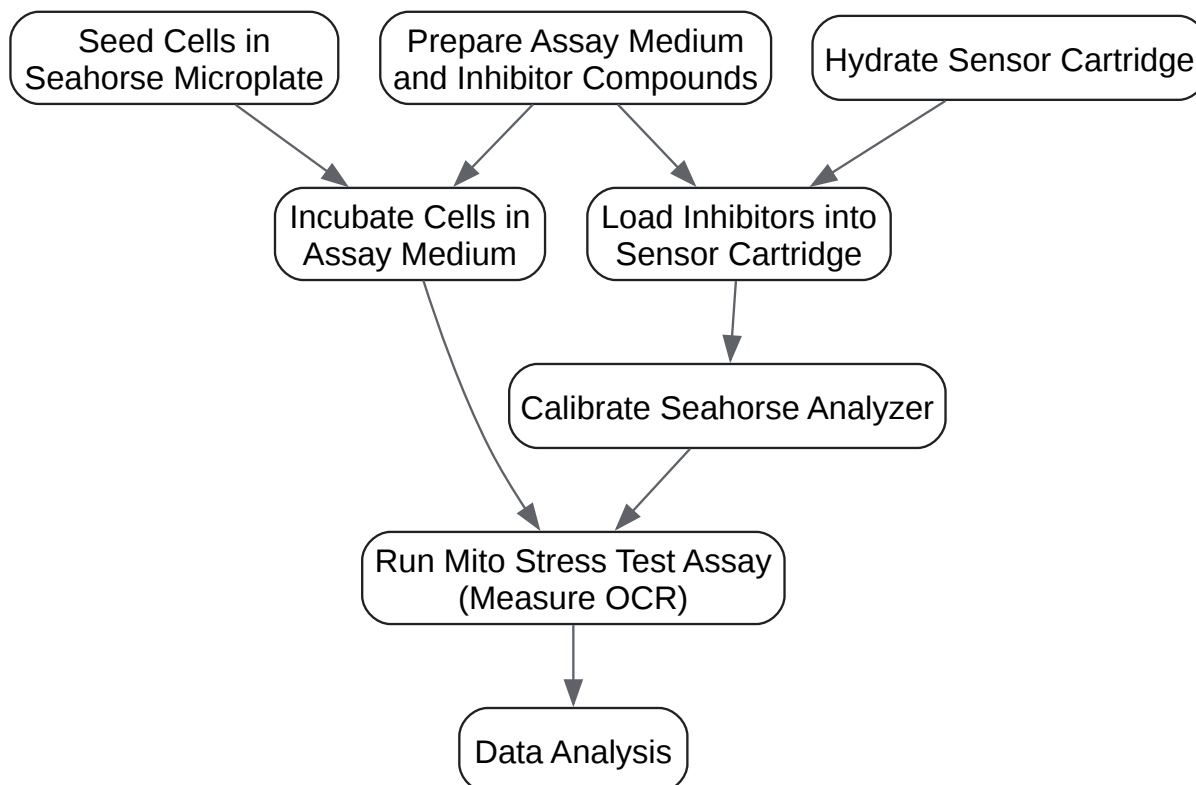 Seed Cells in
Seahorse Microplate
Prepare Assay Medium
and Inhibitor Compounds
Hydrate Sensor Cartridge
Incubate Cells in
Assay Medium
Load Inhibitors into
Sensor Cartridge
Calibrate Seahorse Analyzer
Run Mito Stress Test Assay
(Measure OCR)
Data Analysis